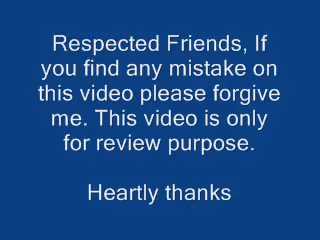 Respected Friends, If
you find any mistake on
this video please forgive
me. This video is only
for review purpose.
Heartly thanks